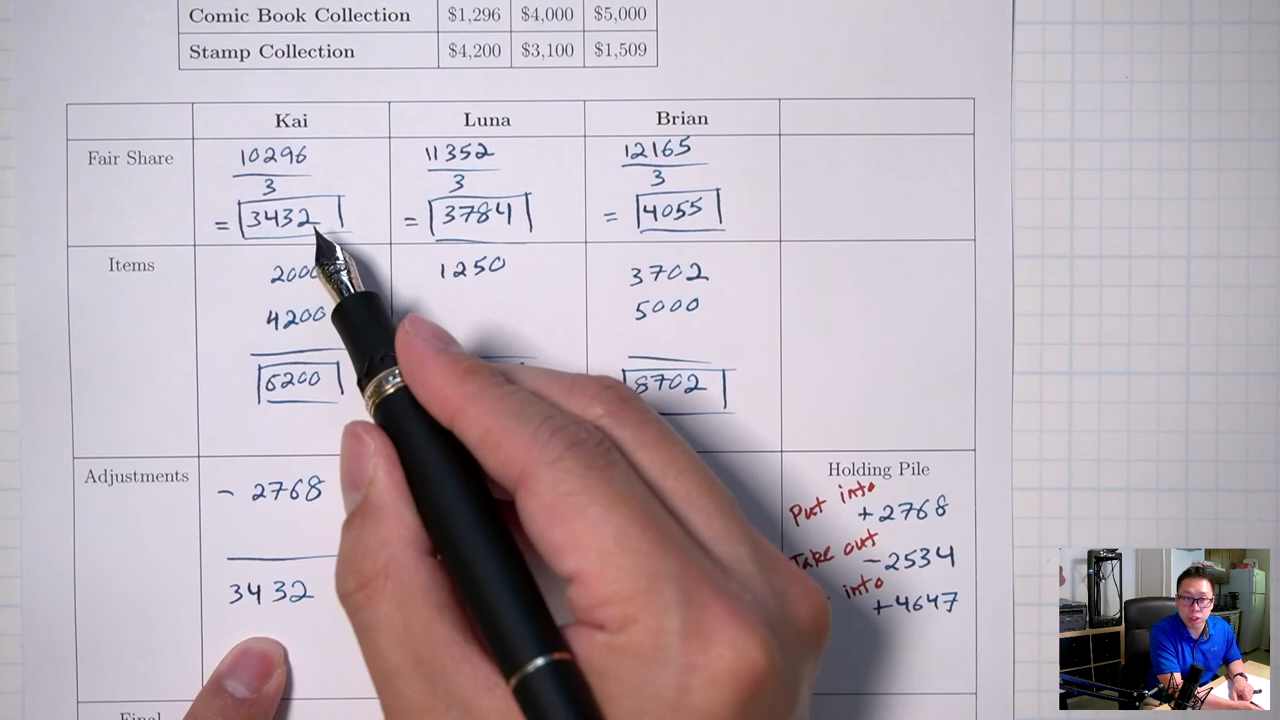 Comic Book Collection $1,296 $4,000 $5,000
Stamp Collection $4,200 $3,100 $1,509
Kai Luna Brian
Fair Share 10296 11352 12165
3 3 3
= 3432 = 3784 = 4055
Items 2000 1250 3702
4200 5000
6200 8702
Adjustments - 2768 Holding Pile
Put into +2768
Take out -2534
into +4647
3432
Final